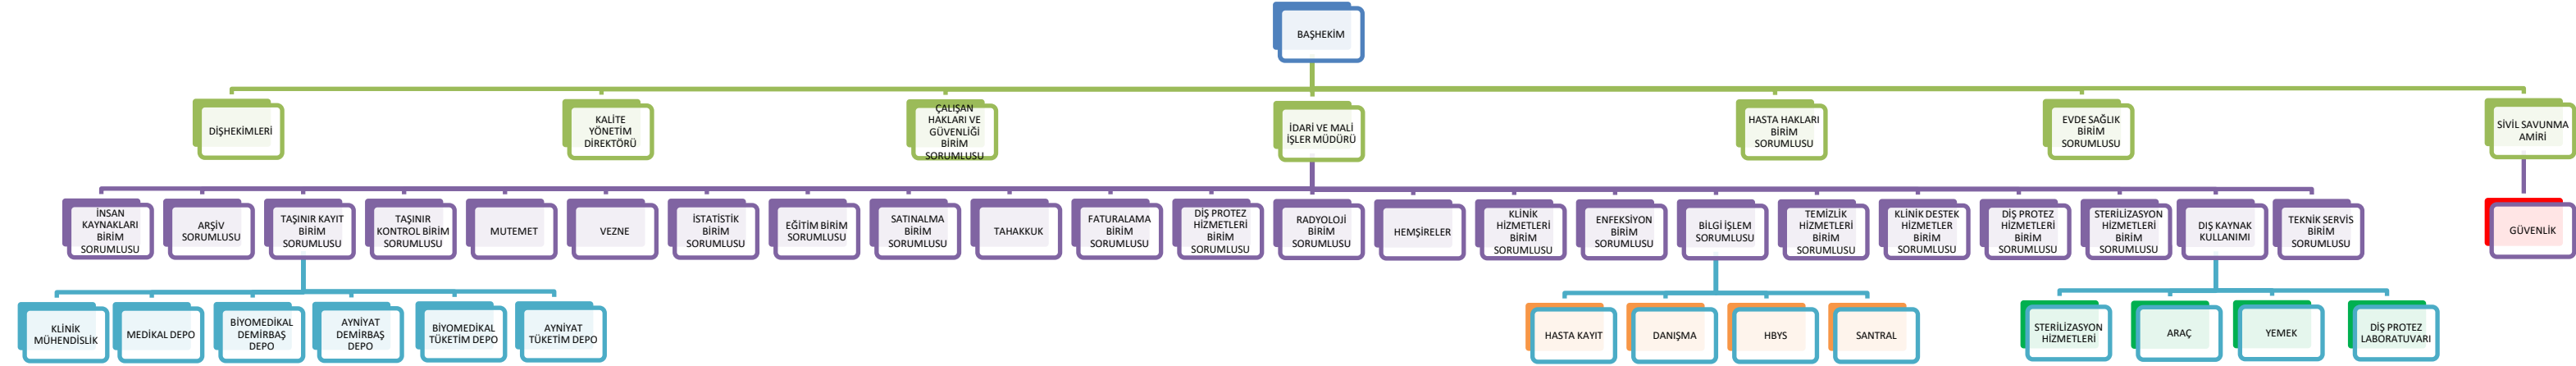 BAŞHEKİM
DİŞHEKİMLERİ
KALİTE
YÖNETİM
DİREKTÖRÜ
ÇALIŞAN
HAKLARI VE
GÜVENLİĞİ
BİRİM
SORUMLUSU
İDARİ VE MALİ
İŞLER MÜDÜRÜ
HASTA HAKLARI
BİRİM
SORUMLUSU
EVDE SAĞLIK
BİRİM
SORUMLUSU
SİVİL SAVUNMA
AMİRİ
İNSAN
KAYNAKLARI
BİRİM
SORUMLUSU
ARŞİV
SORUMLUSU
TAŞINIR KAYIT
BİRİM
SORUMLUSU
TAŞINIR
KONTROL BİRİM
SORUMLUSU
MUTEMET
VEZNE
İSTATİSTİK
BİRİM
SORUMLUSU
EĞİTİM BİRİM
SORUMLUSU
SATINALMA
BİRİM
SORUMLUSU
TAHAKKUK
FATURALAMA
BİRİM
SORUMLUSU
DİŞ PROTEZ
HİZMETLERİ
BİRİM
SORUMLUSU
RADYOLOJİ
BİRİM
SORUMLUSU
HEMŞİRELER
KLİNİK
HİZMETLERİ
BİRİM
SORUMLUSU
ENFEKSİYON
BİRİM
SORUMLUSU
BİLGİ İŞLEM
SORUMLUSU
TEMİZLİK
HİZMETLERİ
BİRİM
SORUMLUSU
KLİNİK DESTEK
HİZMETLER
BİRİM
SORUMLUSU
DİŞ PROTEZ
HİZMETLERİ
BİRİM
SORUMLUSU
STERİLİZASYON
HİZMETLERİ
BİRİM
SORUMLUSU
DIŞ KAYNAK
KULLANIMI
TEKNİK SERVİS
BİRİM
SORUMLUSU
GÜVENLİK
KLİNİK
MÜHENDİSLİK
MEDİKAL DEPO
BİYOMEDİKAL
DEMİRBAŞ
DEPO
AYNİYAT
DEMİRBAŞ
DEPO
BİYOMEDİKAL
TÜKETİM DEPO
AYNİYAT
TÜKETİM DEPO
HASTA KAYIT
DANIŞMA
HBYS
SANTRAL
STERİLİZASYON
HİZMETLERİ
ARAÇ
YEMEK
DİŞ PROTEZ
LABORATUVARI